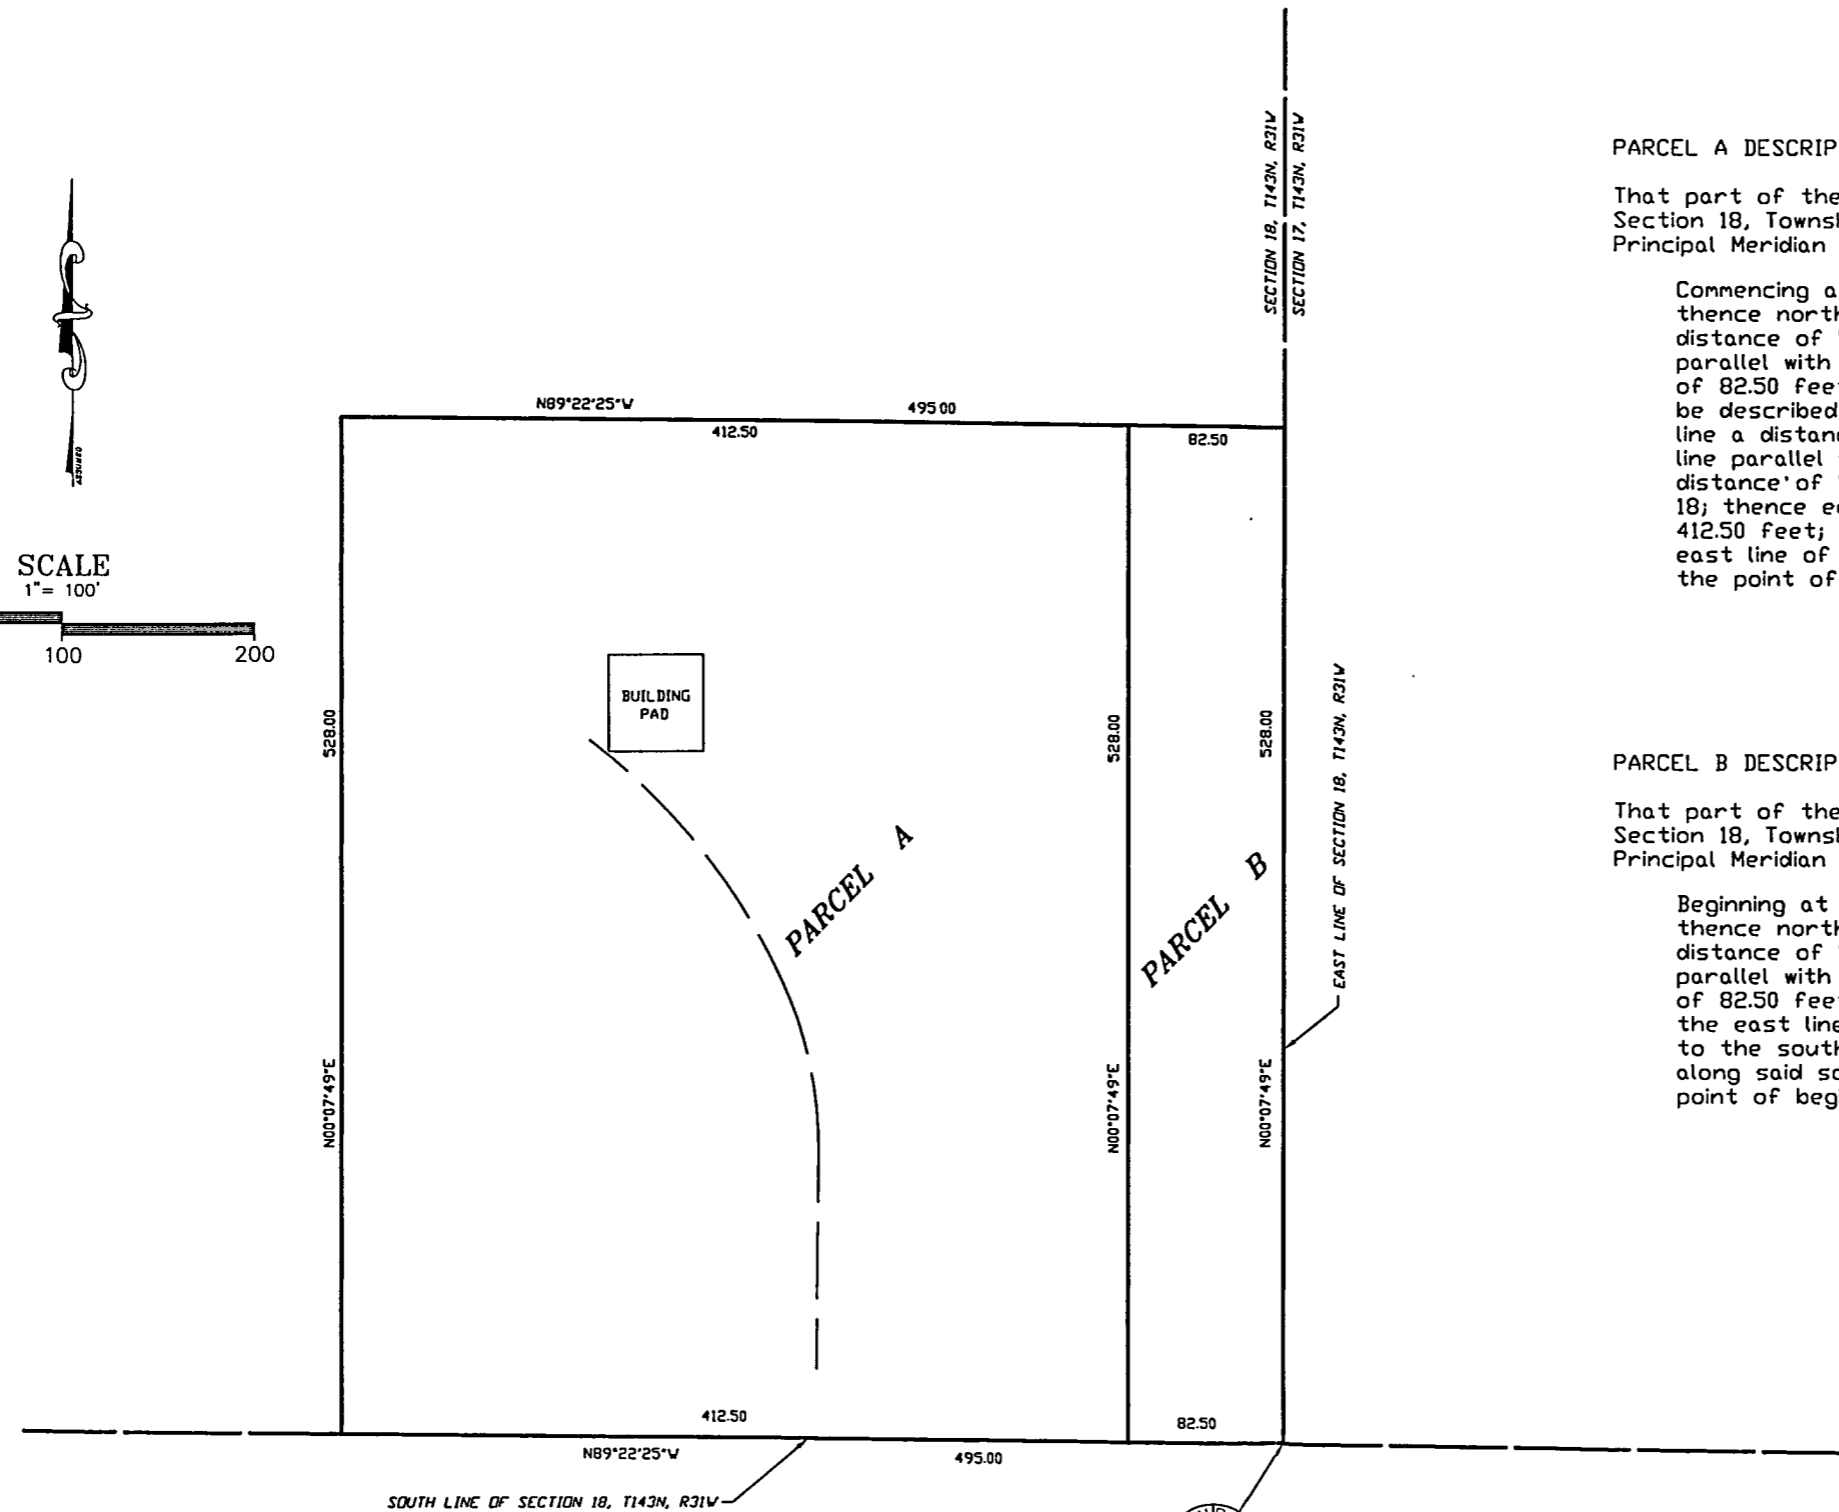 SECTION 18, T143N, R31W
SECTION 17, T143N, R31W
ASSUMED
SCALE
1"= 100'
100
200
N89°22'25"W
495.00
412.50
82.50
BUILDING
PAD
528.00
528.00
528.00
PARCEL A
PARCEL B
EAST LINE OF SECTION 18, T143N, R31W
N00°07'49"E
N00°07'49"E
N00°07'49"E
412.50
82.50
N89°22'25"W
495.00
SOUTH LINE OF SECTION 18, T143N, R31W
PARCEL A DESCRIP
That part of the
Section 18, Towns
Principal Meridian
Commencing a
thence north
distance of
parallel with
of 82.50 fee
be described
line a distan
line parallel
distance of
18; thence e
412.50 feet;
east line of
the point of
PARCEL B DESCRIP
That part of the
Section 18, Towns
Principal Meridian
Beginning at
thence north
distance of
parallel with
of 82.50 fee
the east line
to the south
along said so
point of beg